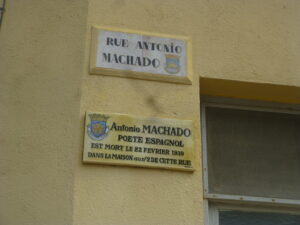 RUE ANTONIO
MACHADO
Antonio MACHADO
POETE ESPAGNOL
EST MORT LE 22 FEVRIER 1939
DANS LA MAISON DE CETTE RUE